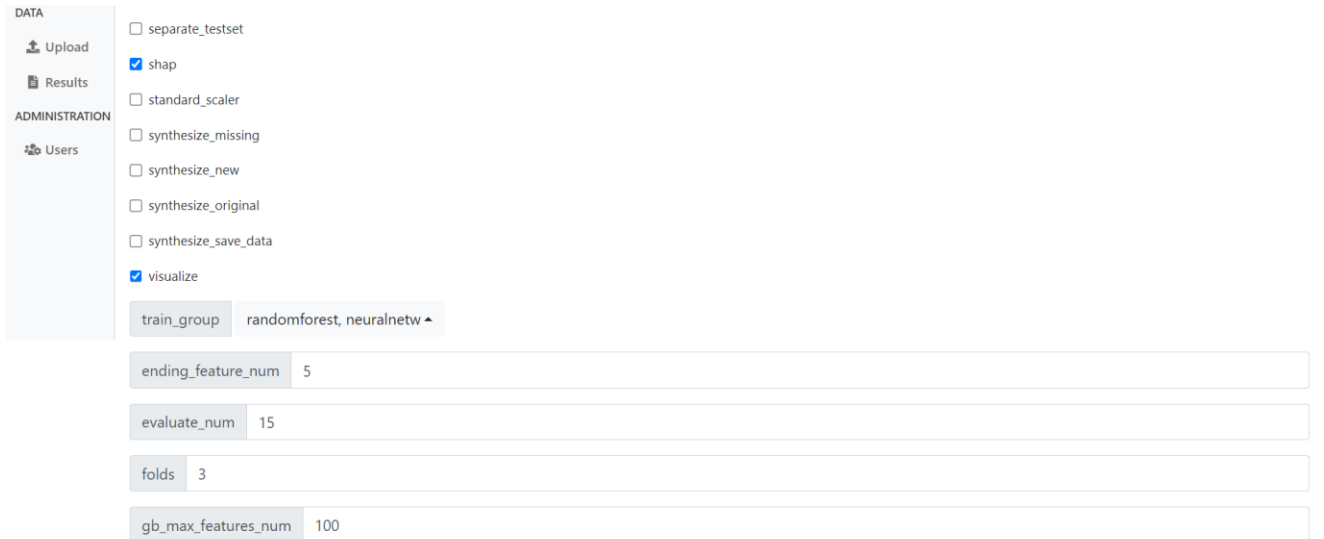 DATA
Upload
Results
ADMINISTRATION
Users
separate_testset
shap
standard_scaler
synthesize_missing
synthesize_new
synthesize_original
synthesize_save_data
visualize
train_group randomforest, neuralnetw
ending_feature_num 5
evaluate_num 15
folds 3
gb_max_features_num 100